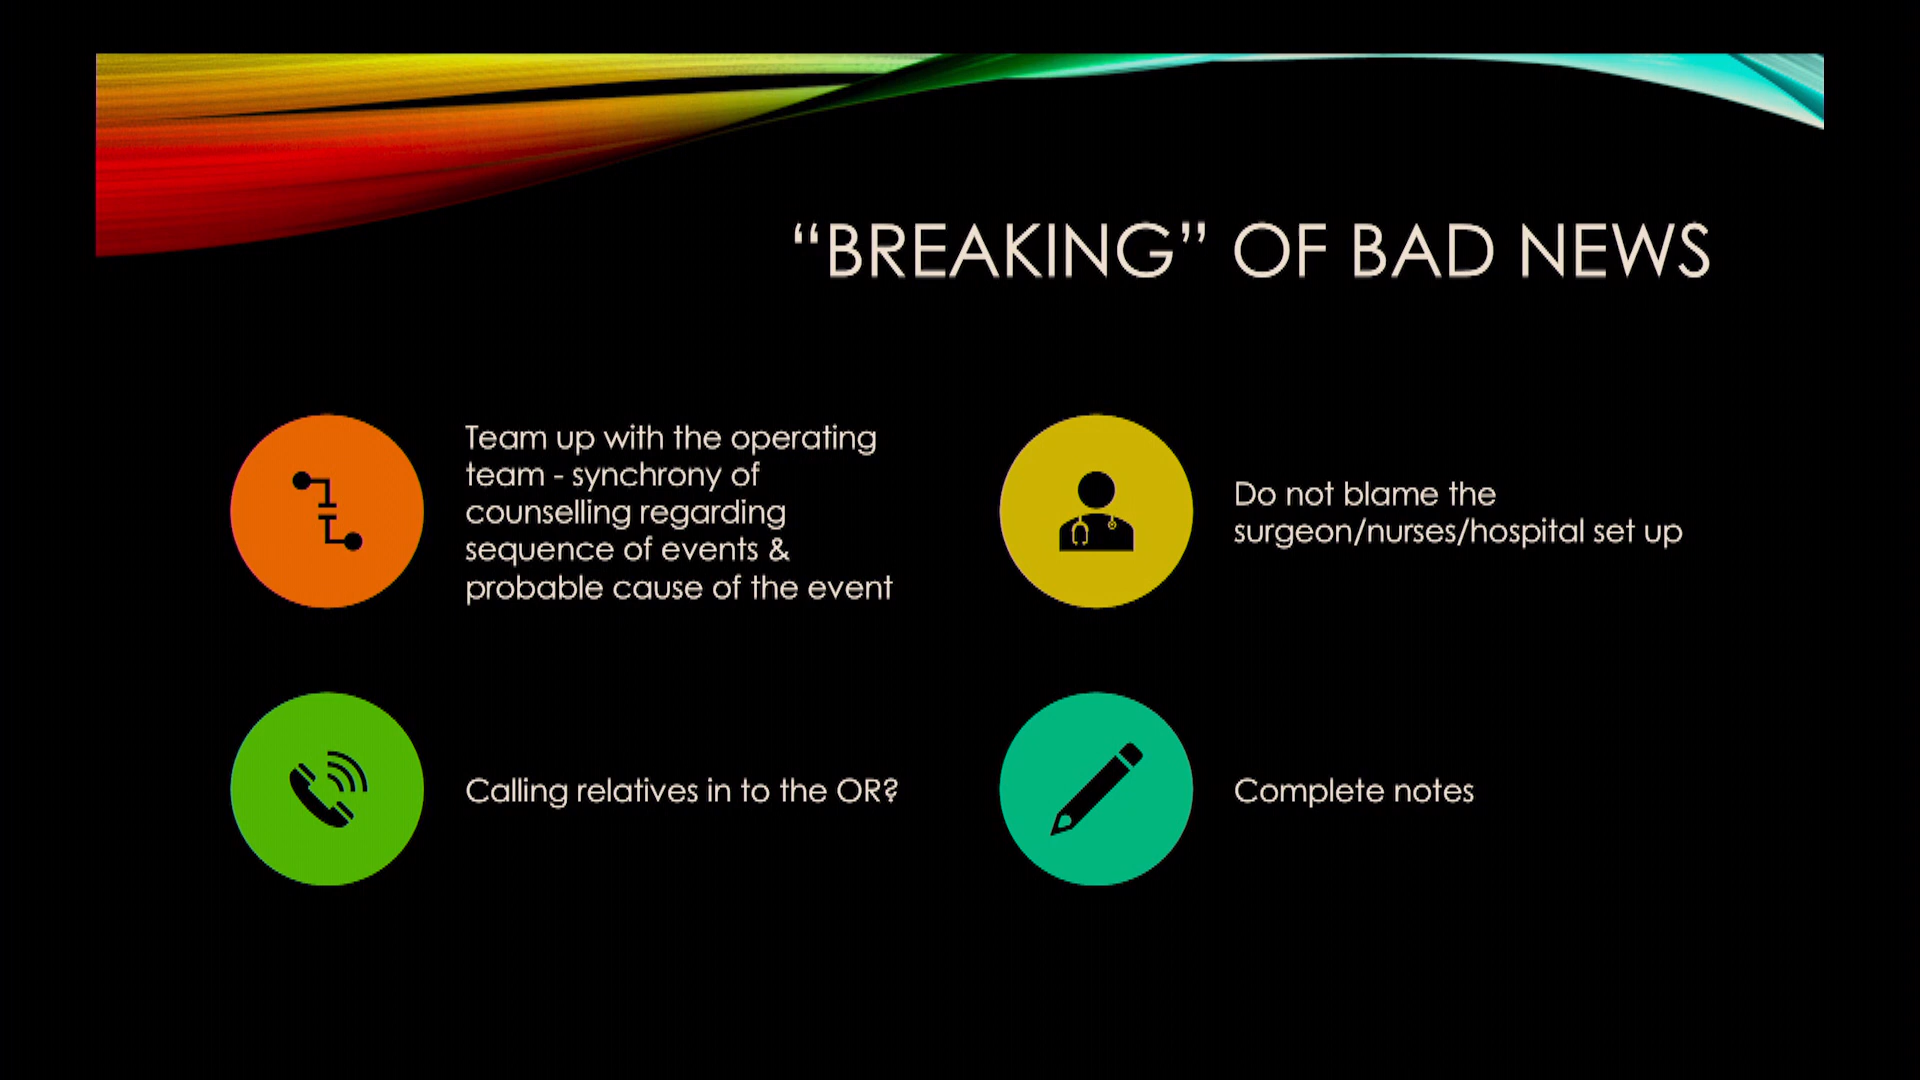 “BREAKING” OF BAD NEWS
Team up with the operating
team - synchrony of
counselling regarding
sequence of events &
probable cause of the event
Do not blame the
surgeon/nurses/hospital set up
Calling relatives in to the OR?
Complete notes